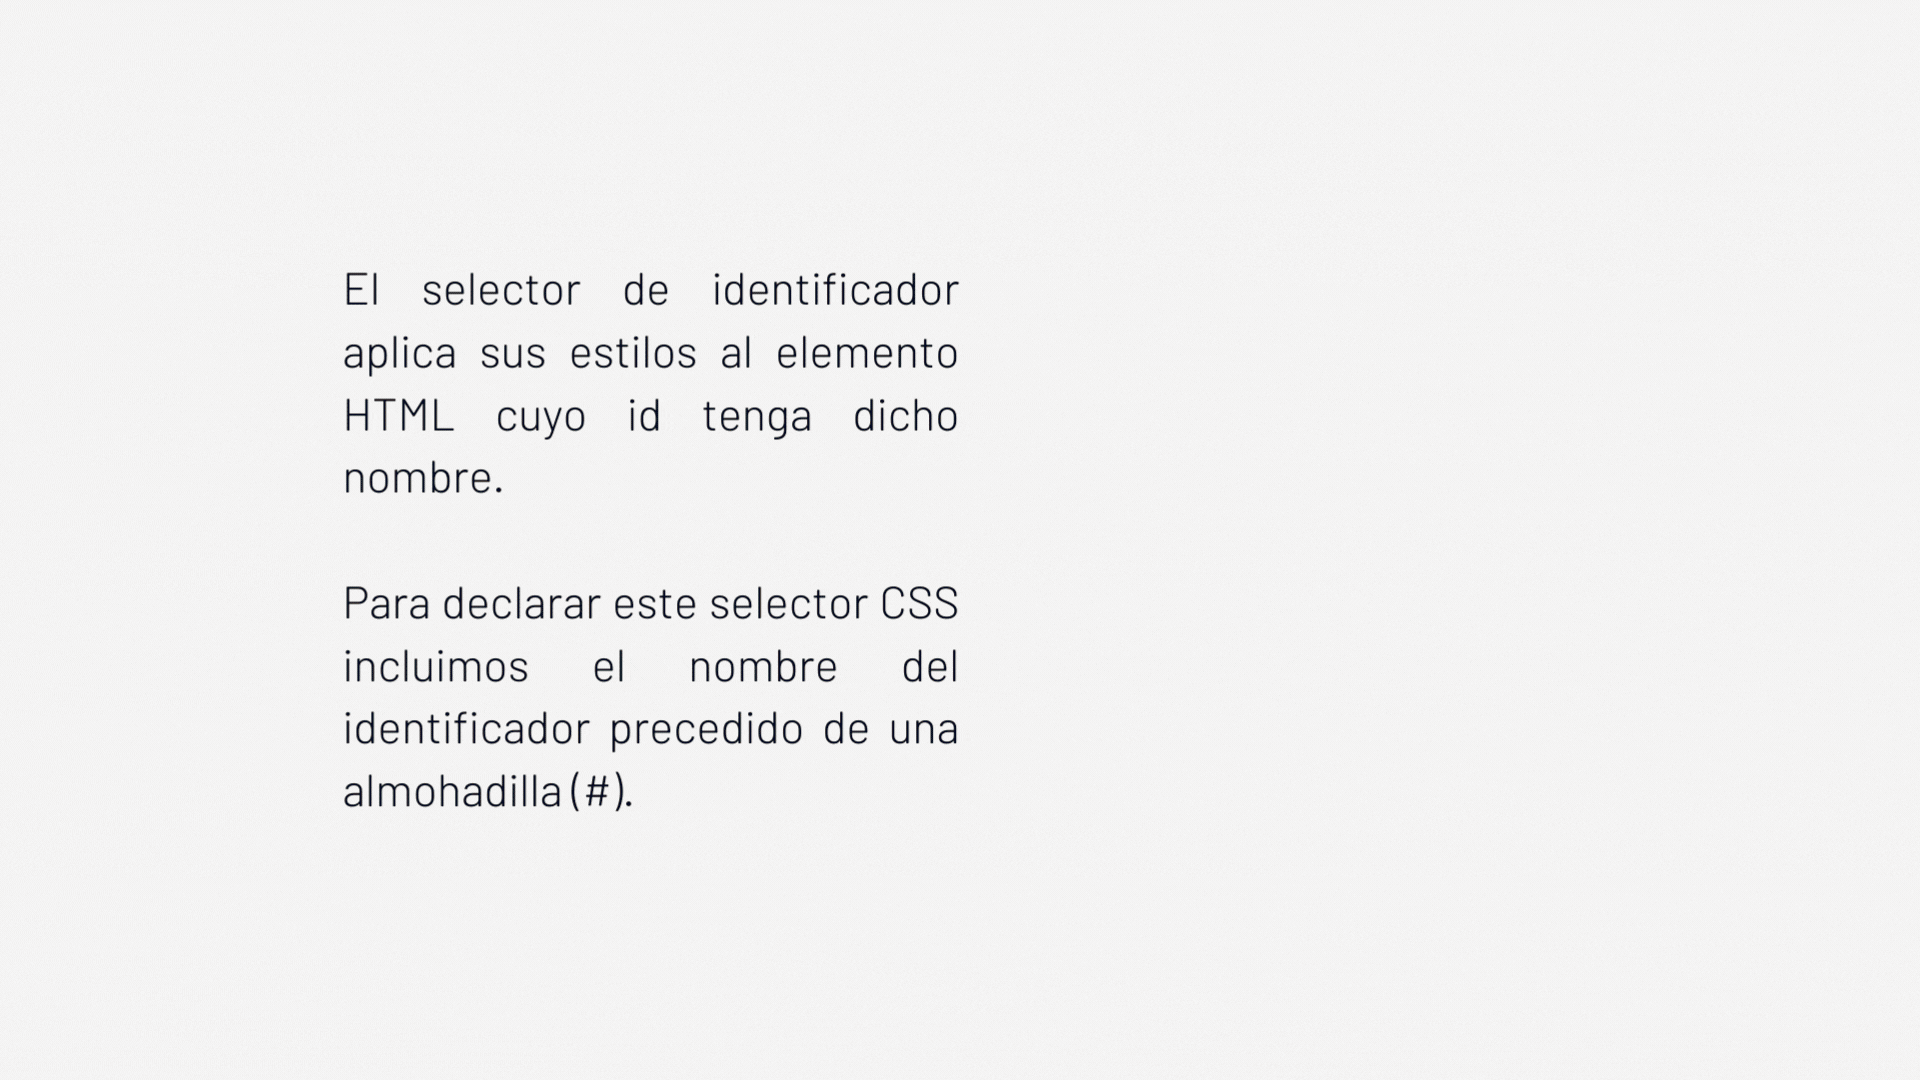 El selector de identificador
aplica sus estilos al elemento
HTML cuyo id tenga dicho
nombre.
Para declarar este selector CSS
incluimos el nombre del
identificador precedido de una
almohadilla (#).